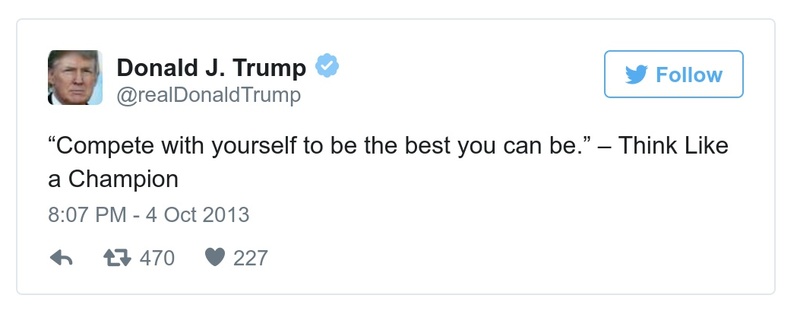 Donald J. Trump
@realDonaldTrump
Follow
“Compete with yourself to be the best you can be.” – Think Like
a Champion
8:07 PM - 4 Oct 2013
470 227